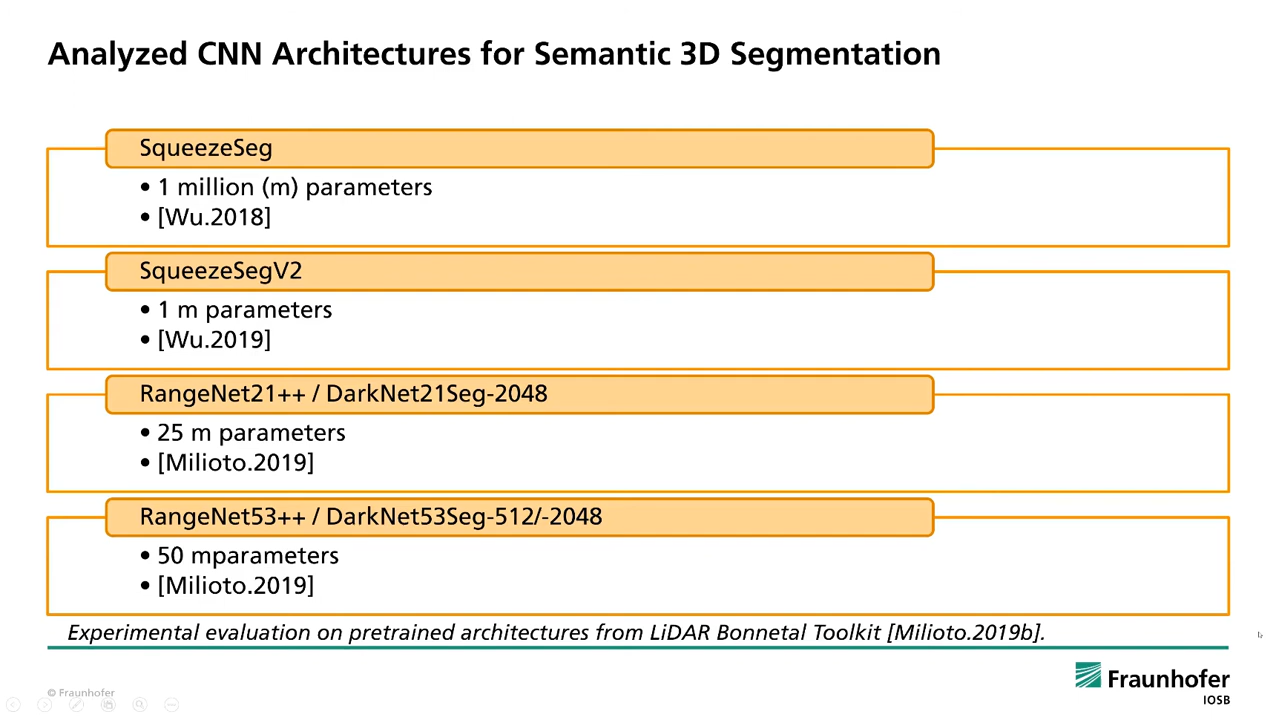 Analyzed CNN Architectures for Semantic 3D Segmentation
SqueezeSeg
• 1 million (m) parameters
• [Wu.2018]
SqueezeSegV2
• 1 m parameters
• [Wu.2019]
RangeNet21++ / DarkNet21Seg-2048
• 25 m parameters
• [Milioto.2019]
RangeNet53++ / DarkNet53Seg-512/-2048
• 50 mparameters
• [Milioto.2019]
Experimental evaluation on pretrained architectures from LiDAR Bonnetal Toolkit [Milioto.2019b].
© Fraunhofer
Fraunhofer
IOSB